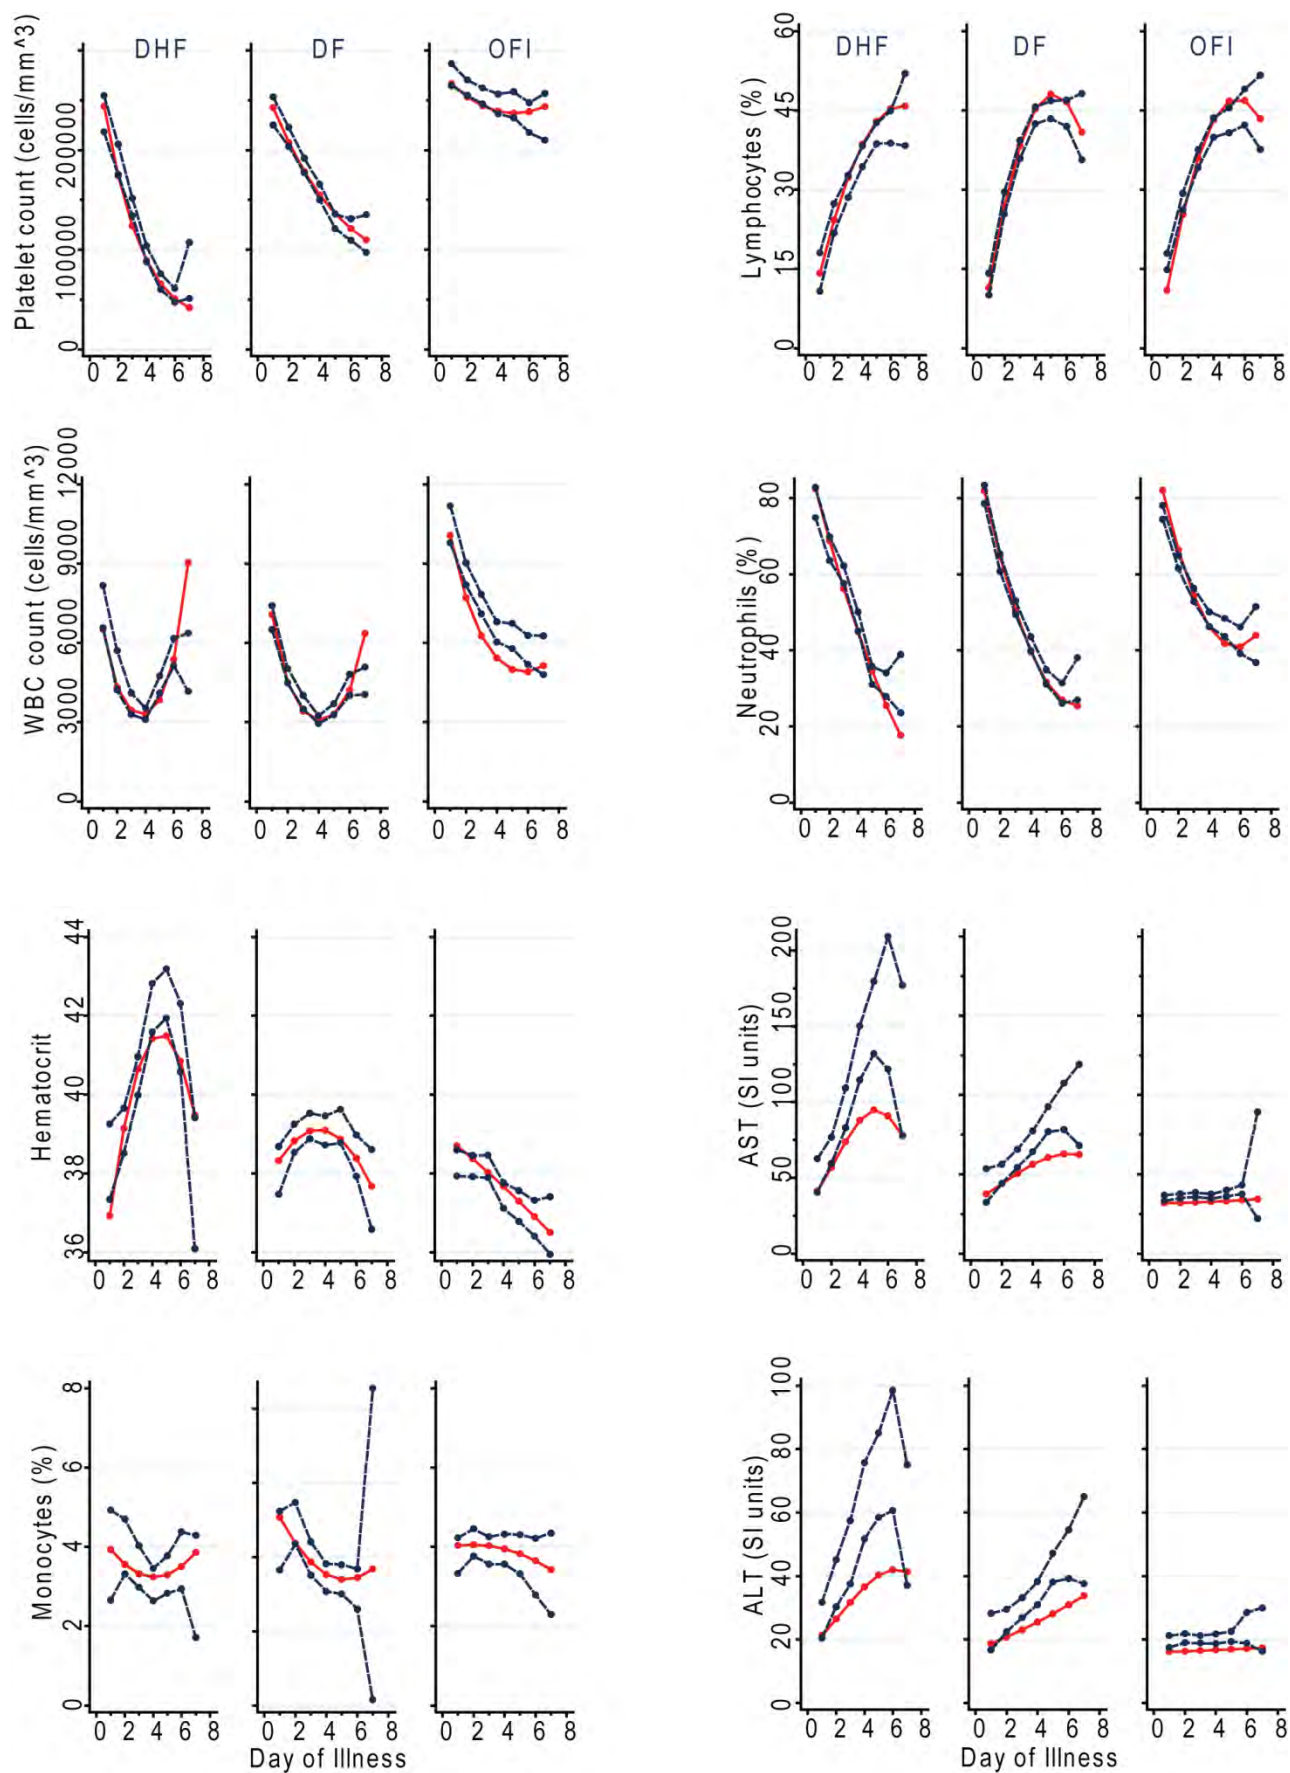 DHF DF OFI
Platelet count (cells/mm^3)
0 100000 200000
0 2 4 6 8 0 2 4 6 8 0 2 4 6 8
DHF DF OFI
Lymphocytes (%)
0 15 30 45 60
0 2 4 6 8 0 2 4 6 8 0 2 4 6 8
WBC count (cells/mm^3)
0 3000 6000 9000 12000
0 2 4 6 8 0 2 4 6 8 0 2 4 6 8
Neutrophils (%)
0 20 40 60 80
0 2 4 6 8 0 2 4 6 8 0 2 4 6 8
Hematocrit
36 38 40 42 44
0 2 4 6 8 0 2 4 6 8 0 2 4 6 8
AST (SI units)
0 50 100 150 200
0 2 4 6 8 0 2 4 6 8 0 2 4 6 8
Monocytes (%)
0 2 4 6 8
0 2 4 6 8 0 2 4 6 8 0 2 4 6 8
Day of Illness
ALT (SI units)
0 20 40 60 80 100
0 2 4 6 8 0 2 4 6 8 0 2 4 6 8
Day of Illness